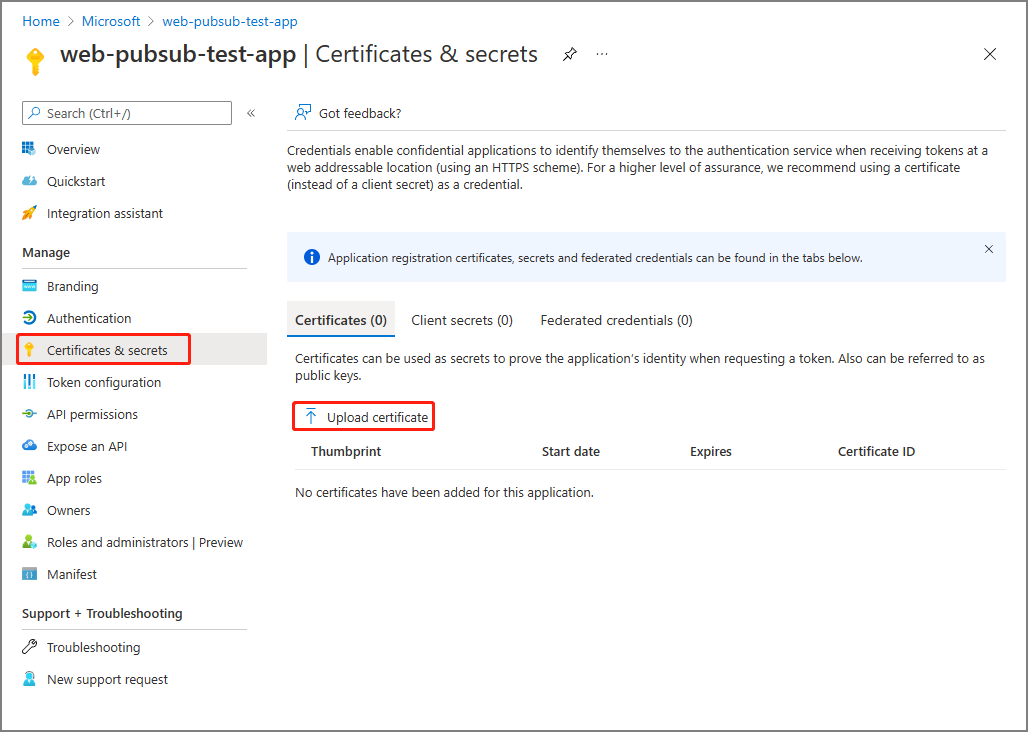 Home > Microsoft > web-pubsub-test-app
web-pubsub-test-app | Certificates & secrets
Search (Ctrl+/)
Overview
Quickstart
Integration assistant
Manage
Branding
Authentication
Certificates & secrets
Token configuration
API permissions
Expose an API
App roles
Owners
Roles and administrators | Preview
Manifest
Support + Troubleshooting
Troubleshooting
New support request
Got feedback?
Credentials enable confidential applications to identify themselves to the authentication service when receiving tokens at a
web addressable location (using an HTTPS scheme). For a higher level of assurance, we recommend using a certificate
(instead of a client secret) as a credential.
Application registration certificates, secrets and federated credentials can be found in the tabs below.
Certificates (0) Client secrets (0) Federated credentials (0)
Certificates can be used as secrets to prove the application's identity when requesting a token. Also can be referred to as
public keys.
Upload certificate
Thumbprint Start date Expires Certificate ID
No certificates have been added for this application.